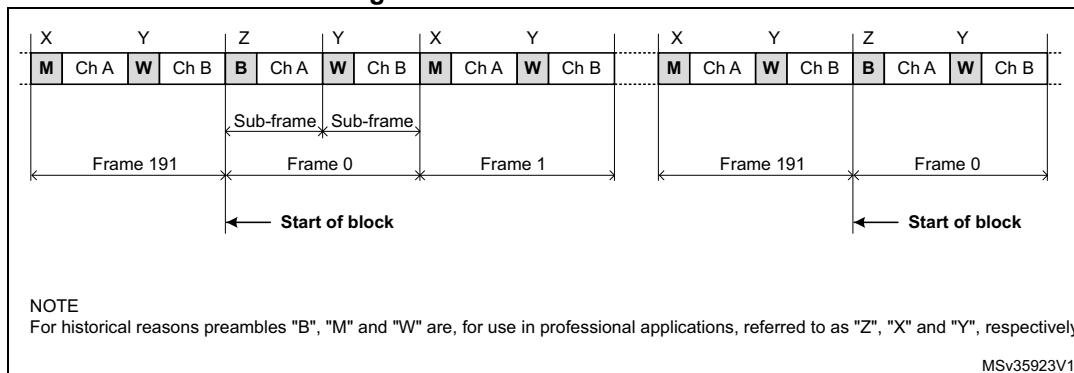 X Y Z Y X Y X Y Z Y
M Ch A W Ch B B Ch A W Ch B M Ch A W Ch B M Ch A W Ch B B Ch A W Ch B
Sub-frame Sub-frame
Frame 191 Frame 0 Frame 1 Frame 191 Frame 0
Start of block Start of block
NOTE
For historical reasons preambles "B", "M" and "W" are, for use in professional applications, referred to as "Z", "X" and "Y", respectively
MSv35923V1